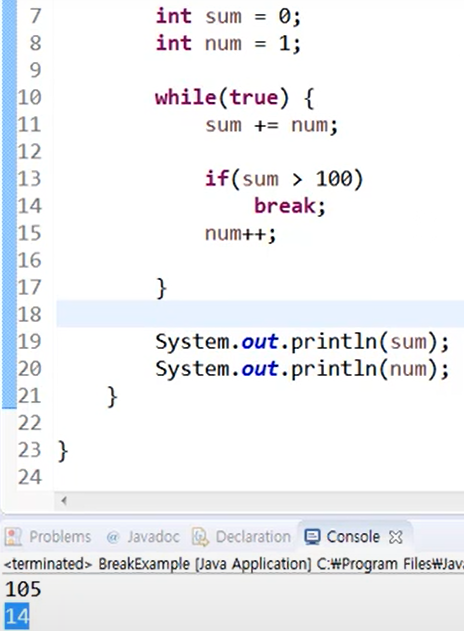 7 int sum = 0;
8 int num = 1;
9
10 while(true) {
11 sum += num;
12
13 if(sum > 100)
14 break;
15 num++;
16
17 }
18
19 System.out.println(sum);
20 System.out.println(num);
21 }
22
23 }
24
Problems @ Javadoc Declaration Console
<terminated> BreakExample [Java Application] C:₩Program Files₩Java
105
14